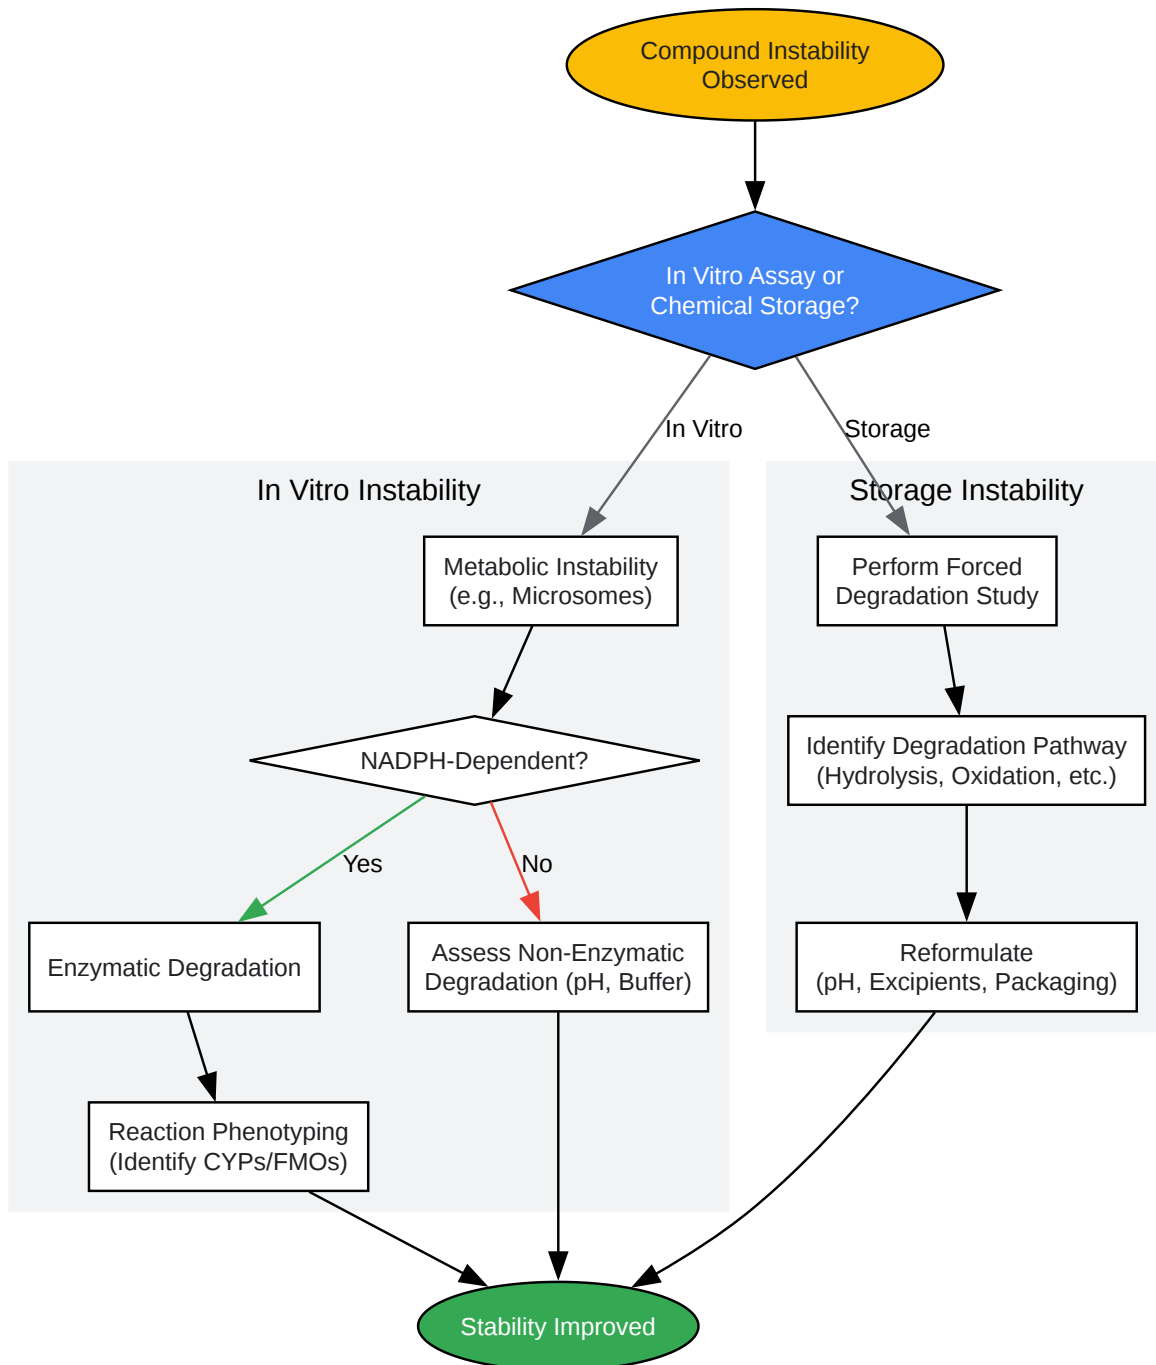 Compound Instability
Observed
In Vitro Assay or
Chemical Storage?
In Vitro
Storage
In Vitro Instability
Storage Instability
Metabolic Instability
(e.g., Microsomes)
Perform Forced
Degradation Study
NADPH-Dependent?
Identify Degradation Pathway
(Hydrolysis, Oxidation, etc.)
Yes
No
Enzymatic Degradation
Assess Non-Enzymatic
Degradation (pH, Buffer)
Reformulate
(pH, Excipients, Packaging)
Reaction Phenotyping
(Identify CYPs/FMOs)
Stability Improved